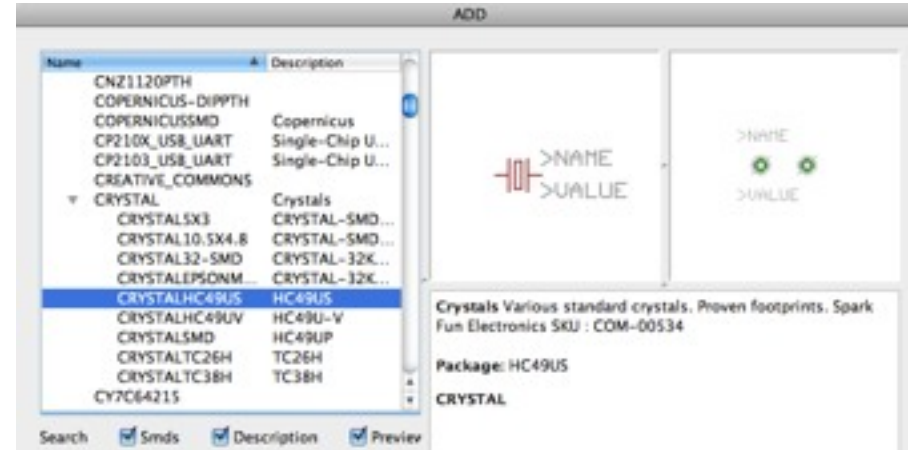 ADD
Name Description
CNZ1120PTH
COPERNICUS-DIPPTH
COPERNICUSSMD Copernicus
CP210X_USB_UART Single-Chip U...
CP2103_USB_UART Single-Chip U...
CREATIVE_COMMONS
CRYSTAL Crystals
CRYSTAL5X3 CRYSTAL-SMD...
CRYSTAL10.5X4.8 CRYSTAL-SMD...
CRYSTAL32-SMD CRYSTAL-32K...
CRYSTALEPSONM... CRYSTAL-32K...
CRYSTALHC49US HC49US
CRYSTALHC49UV HC49U-V
CRYSTALSMD HC49UP
CRYSTALTC26H TC26H
CRYSTALTC38H TC38H
CY7C64215
Search Smds Description Preview
>NAME
>VALUE
>NAME
>VALUE
Crystals Various standard crystals. Proven footprints. Spark
Fun Electronics SKU : COM-00534
Package: HC49US
CRYSTAL